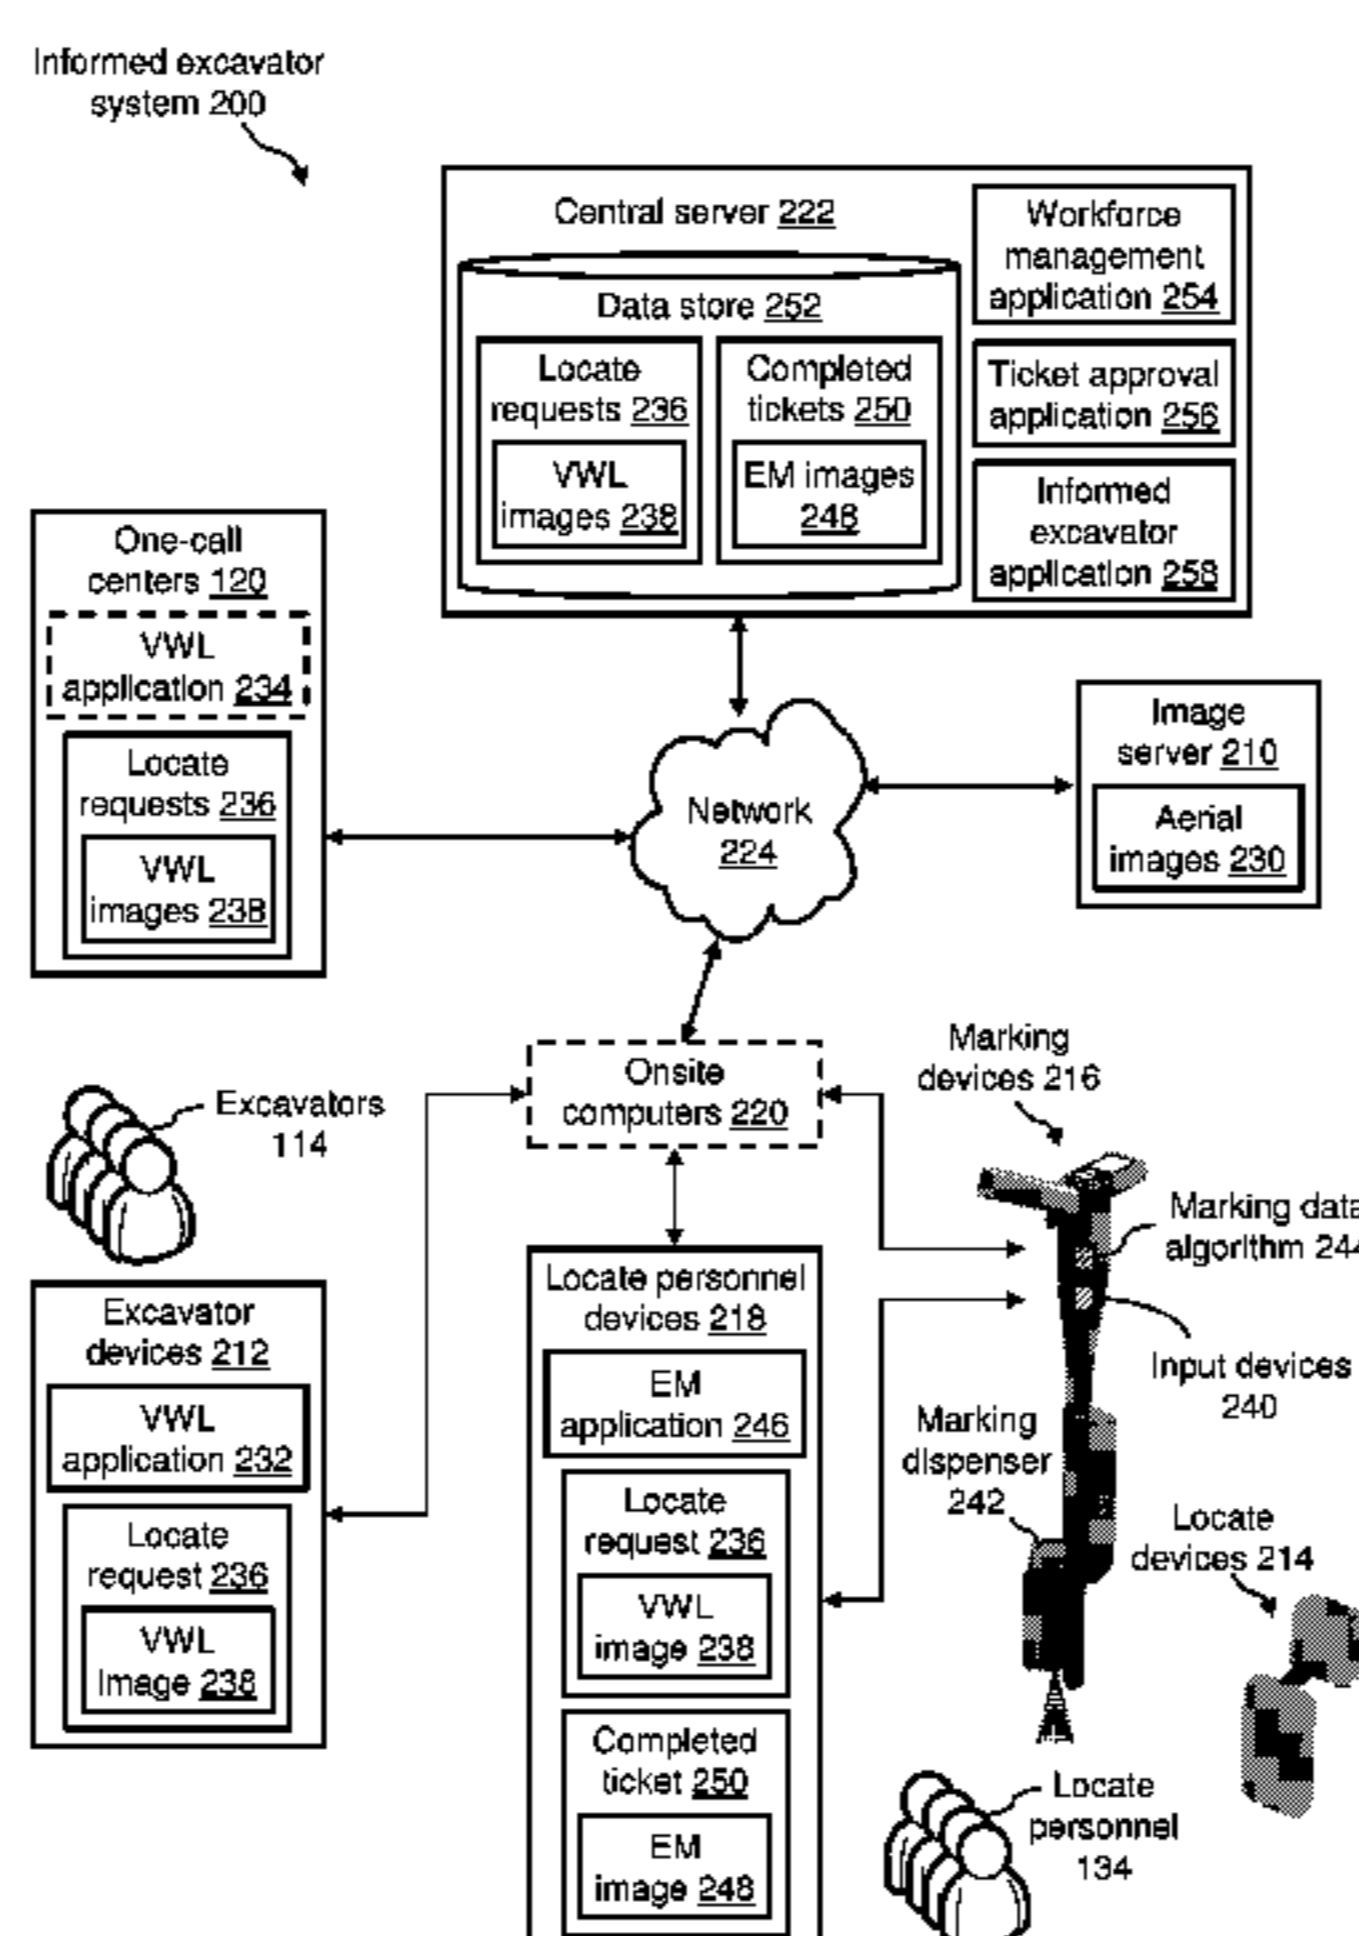 Informed excavator
system 200
Central server 222
Data store 252
Locate
requests 236
VWL
images 238
Completed
tickets 250
EM images
248
Workforce
management
application 254
Ticket approval
application 256
Informed
excavator
application 258
One-call
centers 120
VWL
application 234
Locate
requests 236
VWL
images 238
Network
224
Image
server 210
Aerial
images 230
Onsite
computers 220
Excavators
114
Excavator
devices 212
VWL
application 232
Locate
request 236
VWL
image 238
Locate personnel
devices 218
EM
application 246
Locate
request 236
VWL
image 238
Completed
ticket 250
EM
image 248
Marking
devices 216
Marking data
algorithm 244
Input devices
240
Marking
dispenser
242
Locate
devices 214
Locate
personnel
134